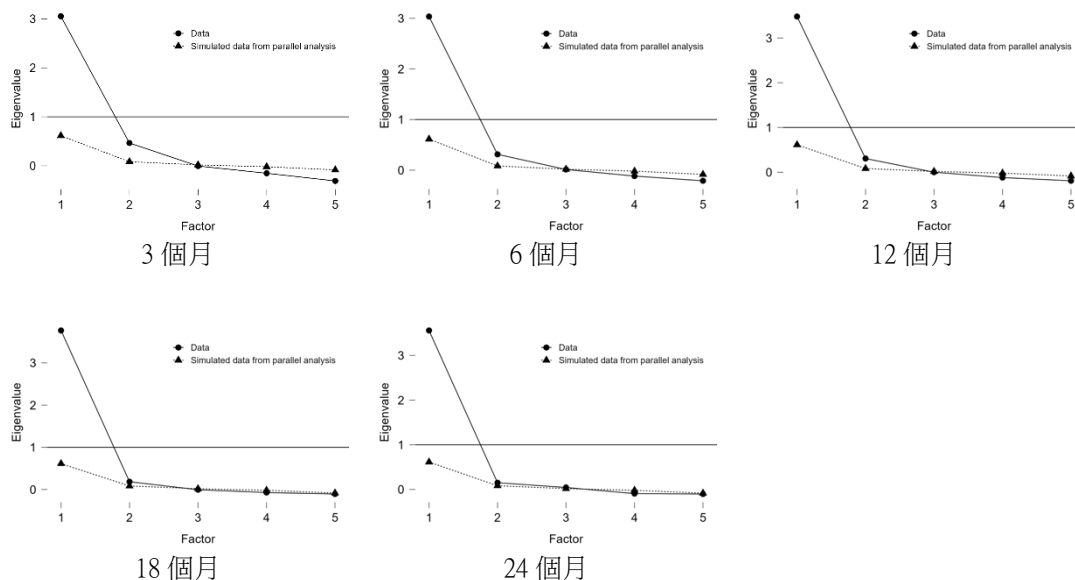 3
2
1
0
Eigenvalue
Data
Simulated data from parallel analysis
1 2 3 4 5
Factor
3 個月
3
2
1
0
Eigenvalue
Data
Simulated data from parallel analysis
1 2 3 4 5
Factor
6 個月
3
2
1
0
Eigenvalue
Data
Simulated data from parallel analysis
1 2 3 4 5
Factor
12 個月
3
2
1
0
Eigenvalue
Data
Simulated data from parallel analysis
1 2 3 4 5
Factor
18 個月
3
2
1
0
Eigenvalue
Data
Simulated data from parallel analysis
1 2 3 4 5
Factor
24 個月